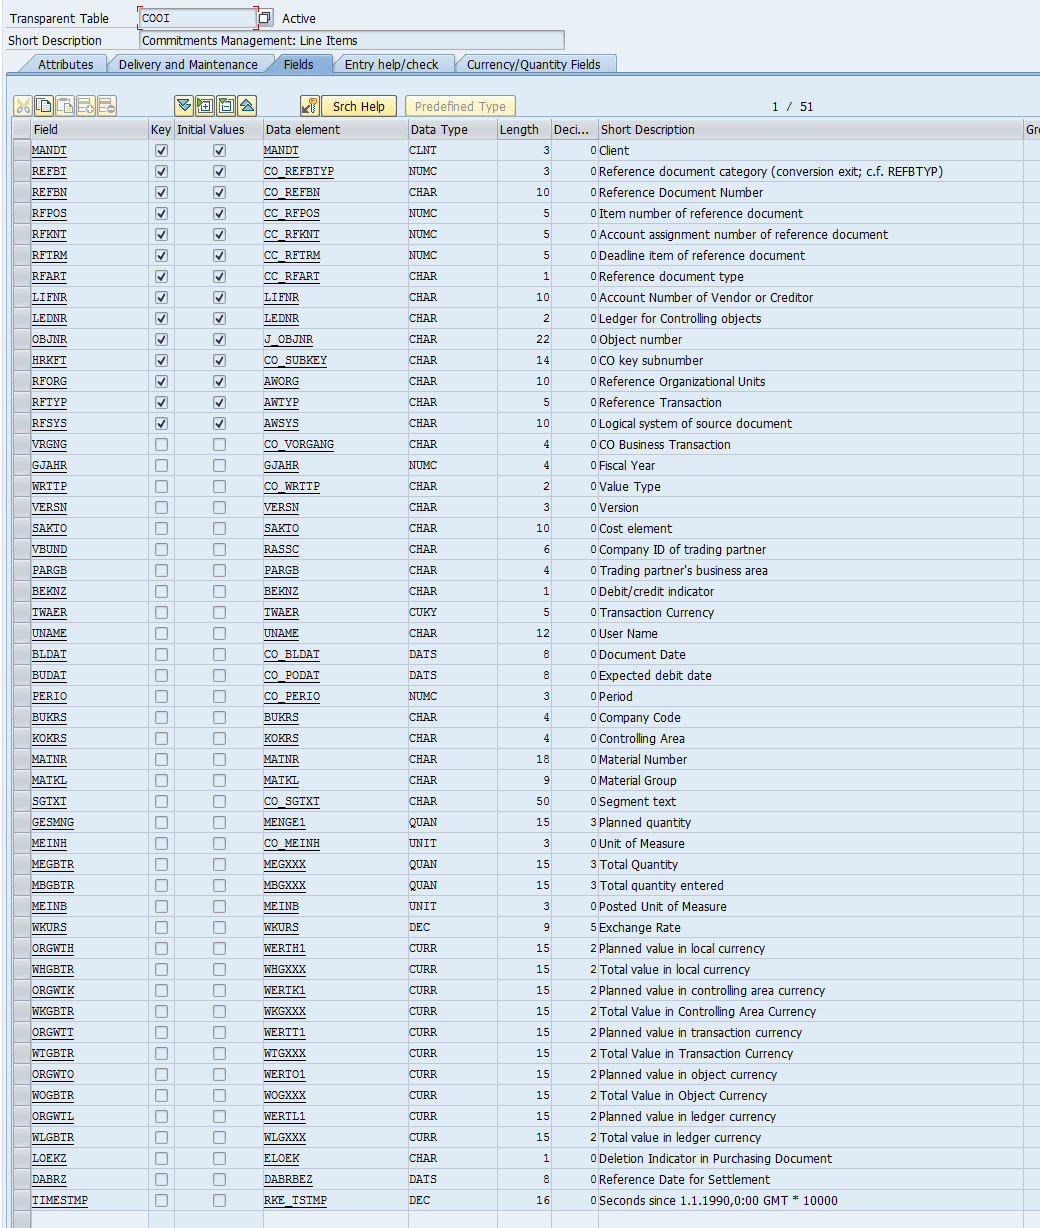 Transparent Table COOI Active
Short Description Commitments Management: Line Items
Attributes Delivery and Maintenance Fields Entry help/check Currency/Quantity Fields
Srch Help Predefined Type 1 / 51
Field Key Initial Values Data element Data Type Length Deci... Short Description Gr
MANDT MANDT CLNT 3 0 Client
REFBT CO_REFBTYP NUMC 3 0 Reference document category (conversion exit; c.f. REFBTYP)
REFBN CO_REFBN CHAR 10 0 Reference Document Number
RFPOS CC_RFPOS NUMC 5 0 Item number of reference document
RFKNT CC_RFKNT NUMC 5 0 Account assignment number of reference document
RFTRM CC_RFTRM NUMC 5 0 Deadline item of reference document
RFART CC_RFART CHAR 1 0 Reference document type
LIFNR LIFNR CHAR 10 0 Account Number of Vendor or Creditor
LEDNR LEDNR CHAR 2 0 Ledger for Controlling objects
OBJNR J_OBJNR CHAR 22 0 Object number
HRKFT CO_SUBKEY CHAR 14 0 CO key subnumber
RFORG AWORG CHAR 10 0 Reference Organizational Units
RFTYP AWTYP CHAR 5 0 Reference Transaction
RFSYS AWSYS CHAR 10 0 Logical system of source document
VRGNG CO_VORGANG CHAR 4 0 CO Business Transaction
GJAHR GJAHR NUMC 4 0 Fiscal Year
WRTTP CO_WRTTP CHAR 2 0 Value Type
VERSN VERSN CHAR 3 0 Version
SAKTO SAKTO CHAR 10 0 Cost element
VBUND RASSC CHAR 6 0 Company ID of trading partner
PARGB PARGB CHAR 4 0 Trading partner's business area
BEKNZ BEKNZ CHAR 1 0 Debit/credit indicator
TWAER TWAER CUKY 5 0 Transaction Currency
UNAME UNAME CHAR 12 0 User Name
BLDAT CO_BLDAT DATS 8 0 Document Date
BUDAT CO_PODAT DATS 8 0 Expected debit date
PERIO CO_PERIO NUMC 3 0 Period
BUKRS BUKRS CHAR 4 0 Company Code
KOKRS KOKRS CHAR 4 0 Controlling Area
MATNR MATNR CHAR 18 0 Material Number
MATKL MATKL CHAR 9 0 Material Group
SGTXT CO_SGTXT CHAR 50 0 Segment text
GESMNG MENGE1 QUAN 15 3 Planned quantity
MEINH CO_MEINH UNIT 3 0 Unit of Measure
MEGBTR MEGXXX QUAN 15 3 Total Quantity
MBGBTR MBGXXX QUAN 15 3 Total quantity entered
MEINB MEINB UNIT 3 0 Posted Unit of Measure
WKURS WKURS DEC 9 5 Exchange Rate
ORGWTH WERTH1 CURR 15 2 Planned value in local currency
WHGBTR WHGXXX CURR 15 2 Total value in local currency
ORGWTK WERTK1 CURR 15 2 Planned value in controlling area currency
WKGBTR WKGXXX CURR 15 2 Total Value in Controlling Area Currency
ORGWTT WERTT1 CURR 15 2 Planned value in transaction currency
WTGBTR WTGXXX CURR 15 2 Total Value in Transaction Currency
ORGWTO WERTO1 CURR 15 2 Planned value in object currency
WOGBTR WOGXXX CURR 15 2 Total Value in Object Currency
ORGWTL WERTL1 CURR 15 2 Planned value in ledger currency
WLGBTR WLGXXX CURR 15 2 Total value in ledger currency
LOEKZ ELOEK CHAR 1 0 Deletion Indicator in Purchasing Document
DABRZ DABRBEZ DATS 8 0 Reference Date for Settlement
TIMESTMP RKE_TSTMP DEC 16 0 Seconds since 1.1.1990,0:00 GMT * 10000